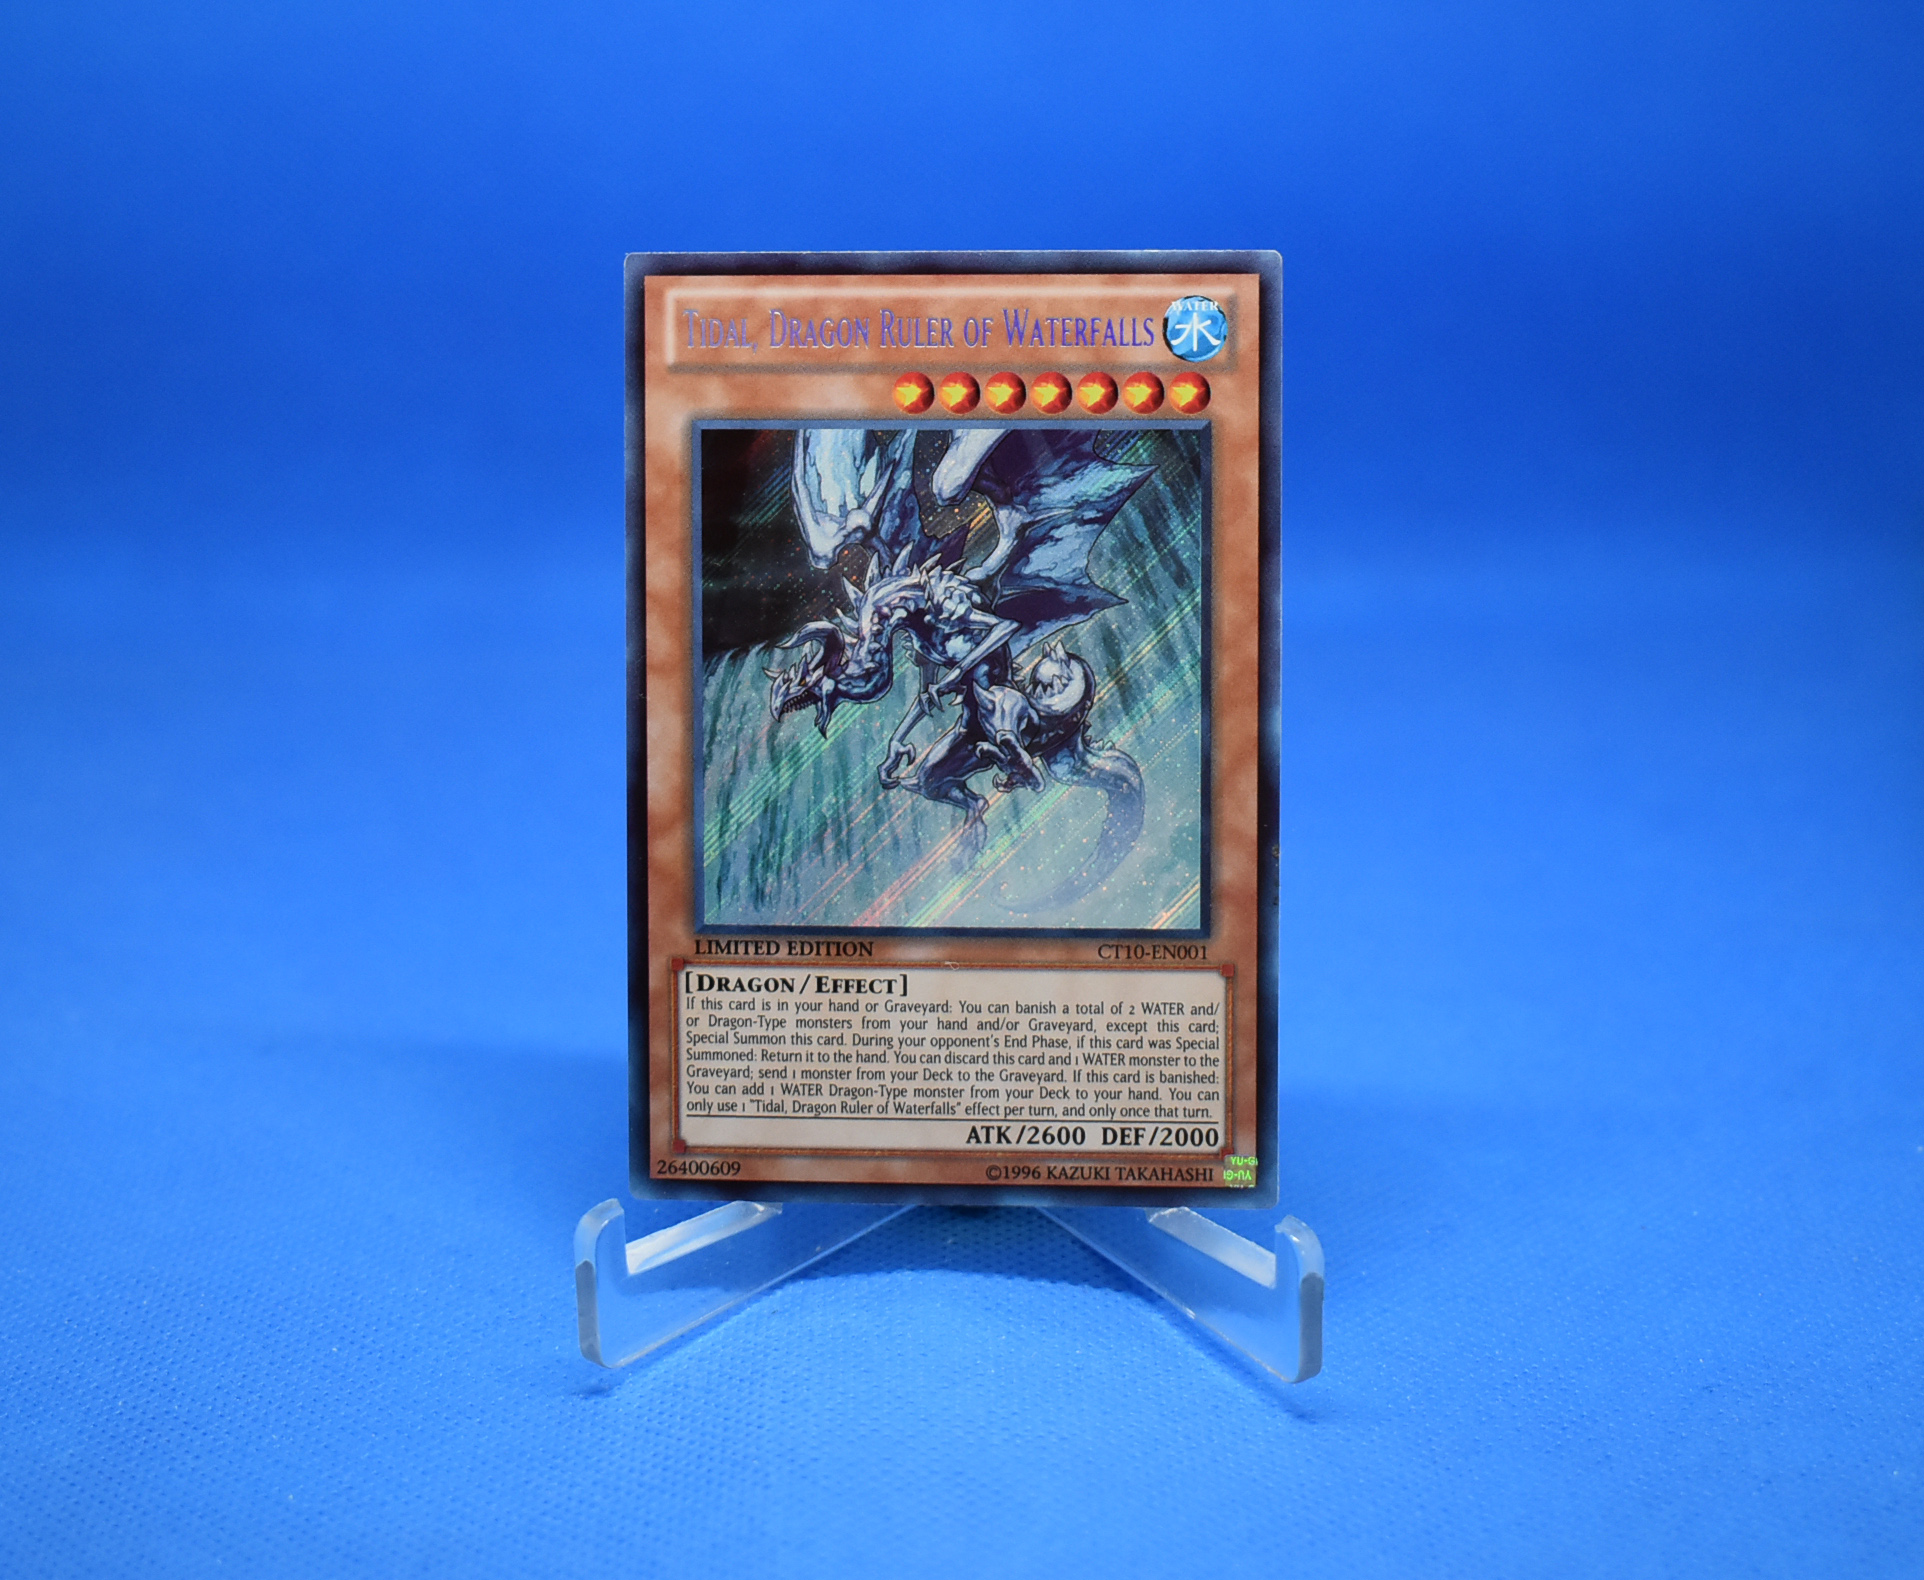 TIDAL, DRAGON RULER OF WATERFALLS
WATER
水
LIMITED EDITION
CT10-EN001
[DRAGON/EFFECT]
If this card is in your hand or Graveyard: You can banish a total of 2 WATER and/
or Dragon-Type monsters from your hand and/or Graveyard, except this card;
Special Summon this card. During your opponent's End Phase, if this card was Special
Summoned: Return it to the hand. You can discard this card and 1 WATER monster to the
Graveyard; send 1 monster from your Deck to the Graveyard. If this card is banished:
You can add 1 WATER Dragon-Type monster from your Deck to your hand. You can
only use 1 "Tidal, Dragon Ruler of Waterfalls" effect per turn, and only once that turn.
ATK/2600 DEF/2000
26400609
©1996 KAZUKI TAKAHASHI